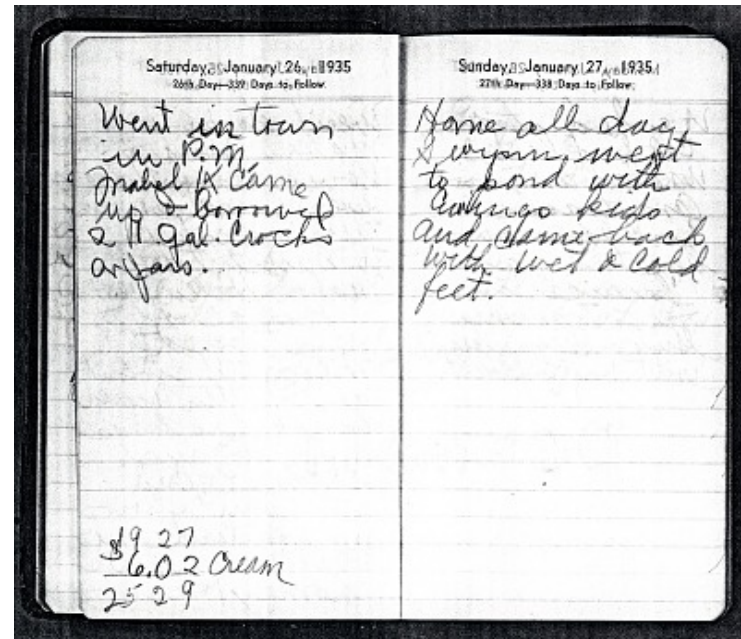 Saturday, January 26, 1935
26th Day—339 Days to Follow
Went in town
in P.M.
Mabel K came
up & borrowed
2 11 gal. Crocks
or Jars.
19 27
$6.02 Cream
25 29
Sunday, January 27, 1935
27th Day—338 Days to Follow
Home all day
& wynn went
to pond with
kids
and came back
with wet & cold
feet.